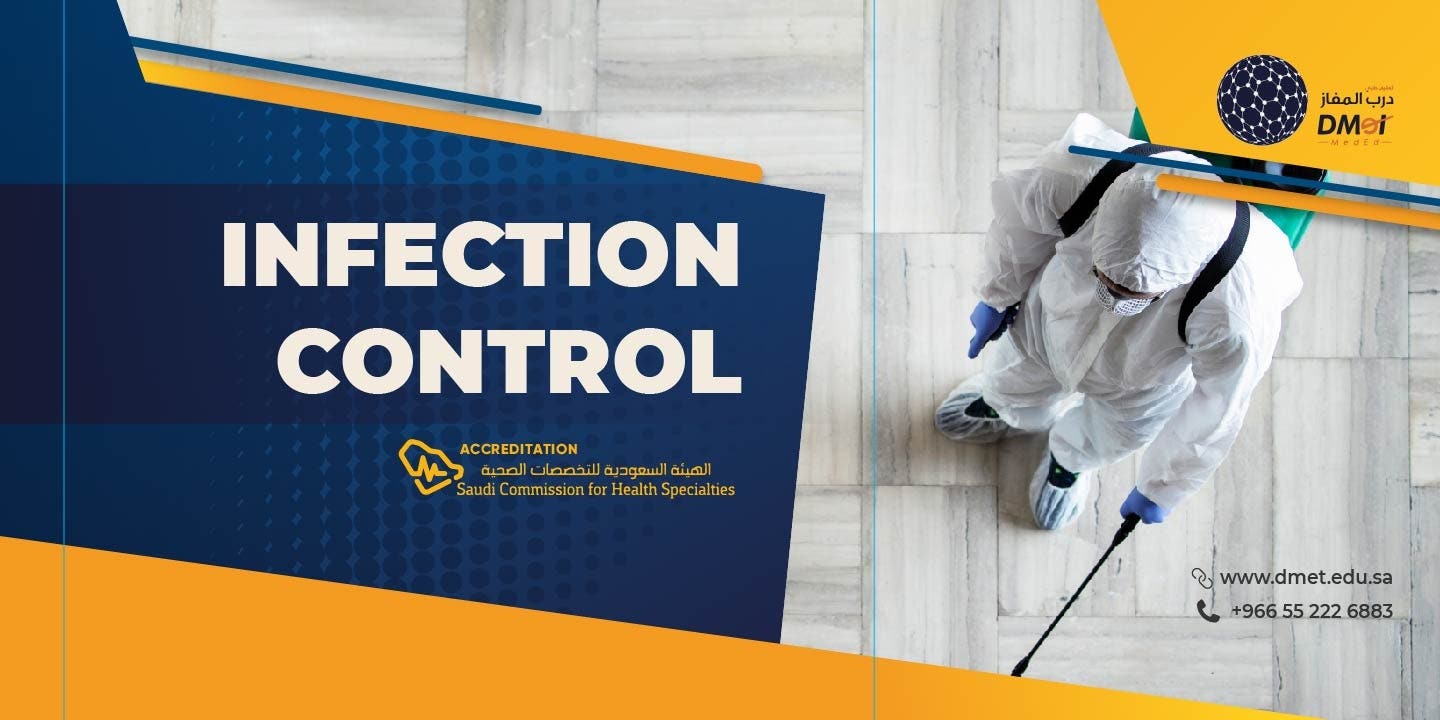 درب المفاز
DMet
MedEd
INFECTION
CONTROL
ACCREDITATION
الهيئة السعودية للتخصصات الصحية
Saudi Commission for Health Specialties
www.dmet.edu.sa
+966 55 222 6883